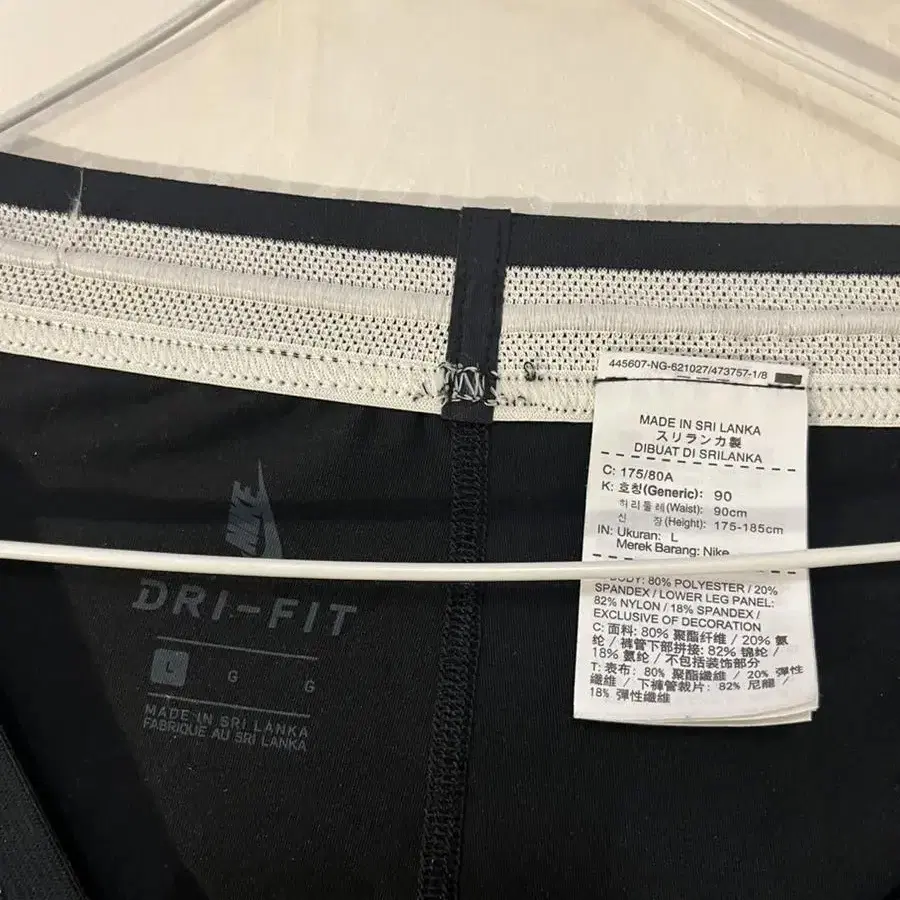 445607-NG-621027/473757-1/8
MADE IN SRI LANKA
スリランカ製
DIBUAT DI SRILANKA
C: 175/80A
K: 호칭(Generic): 90
허리둘레(Waist): 90cm
신 장(Height): 175-185cm
IN: Ukuran: L
Merek Barang: Nike
BODY: 80% POLYESTER / 20%
SPANDEX / LOWER LEG PANEL:
82% NYLON / 18% SPANDEX /
EXCLUSIVE OF DECORATION
C: 面料: 80% 聚酯纤维 / 20% 氨
纶 / 裤管下部拼接: 82% 锦纶 /
18% 氨纶 / 不包括装饰部分
T: 表布: 80% 聚酯纖維 / 20% 彈性
纖維 / 下褲管裁片: 82% 尼龍 /
18% 彈性纖維
NIKE
DRI-FIT
L G G
MADE IN SRI LANKA
FABRIQUE AU SRI LANKA